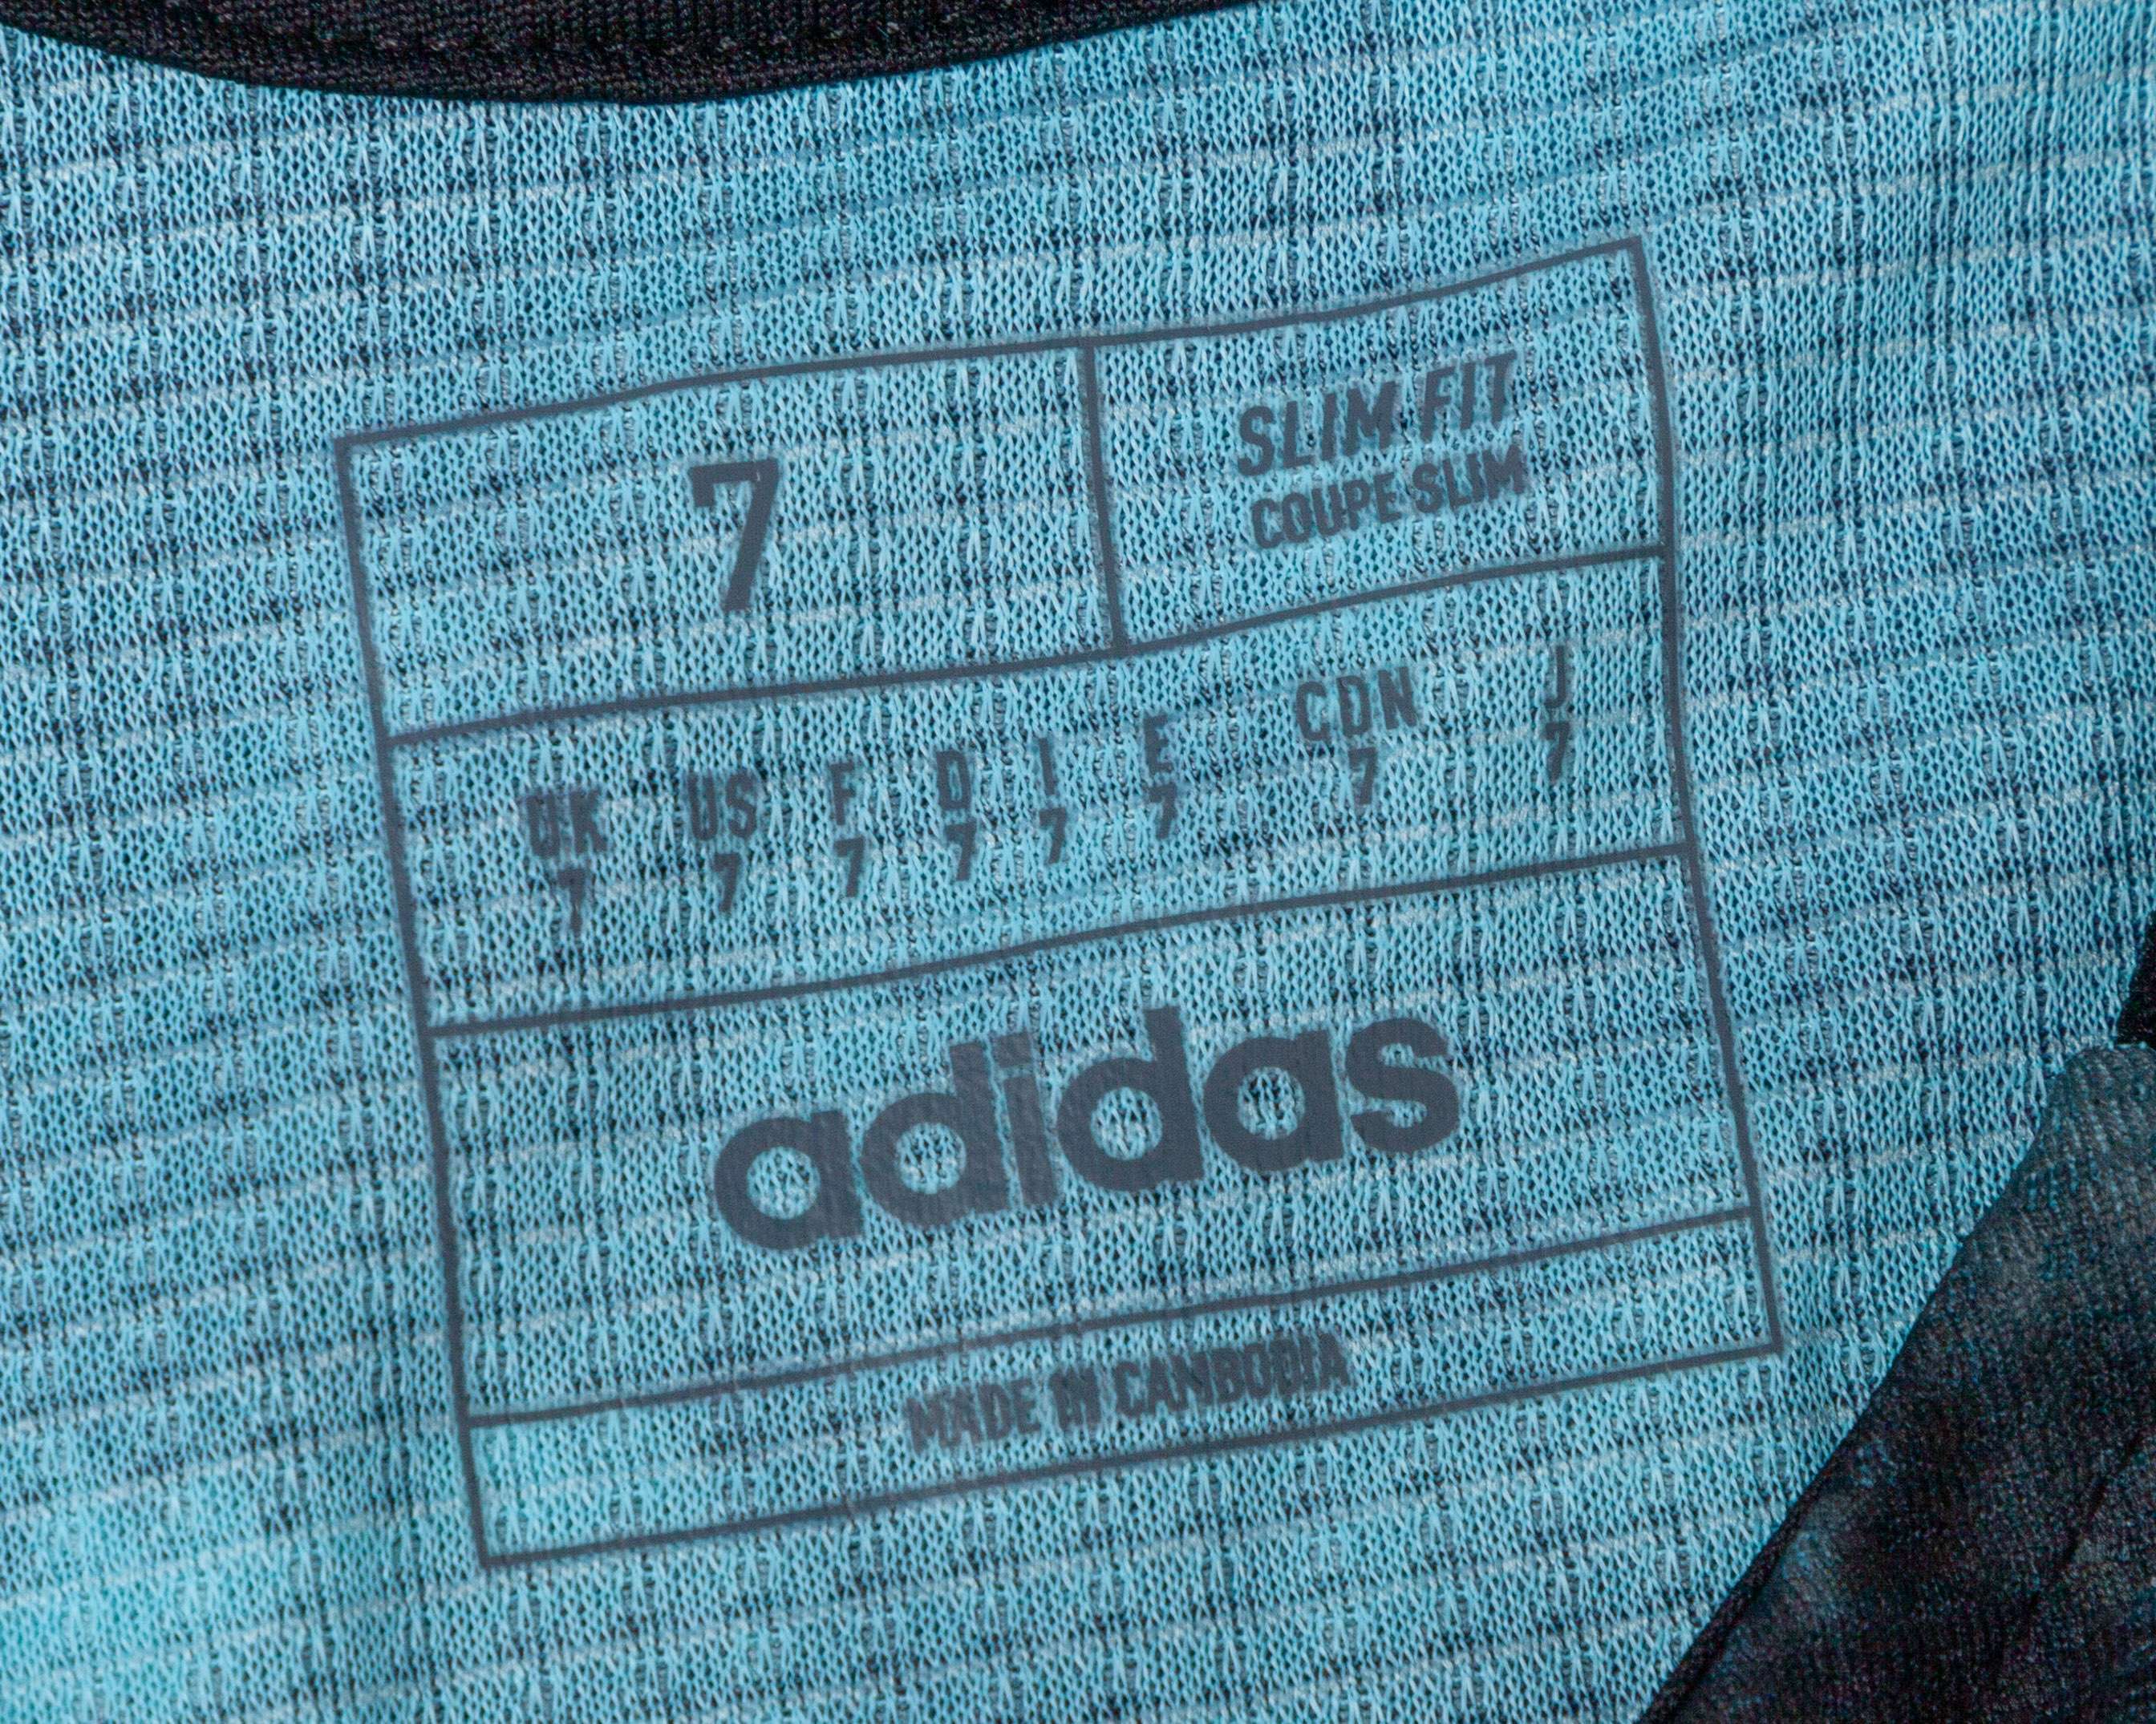 7
SLIM FIT
COUPE SLIM
UK US F D I E CDN J
7 7 7 7 7 7 7 7
adidas
MADE IN CAMBODIA